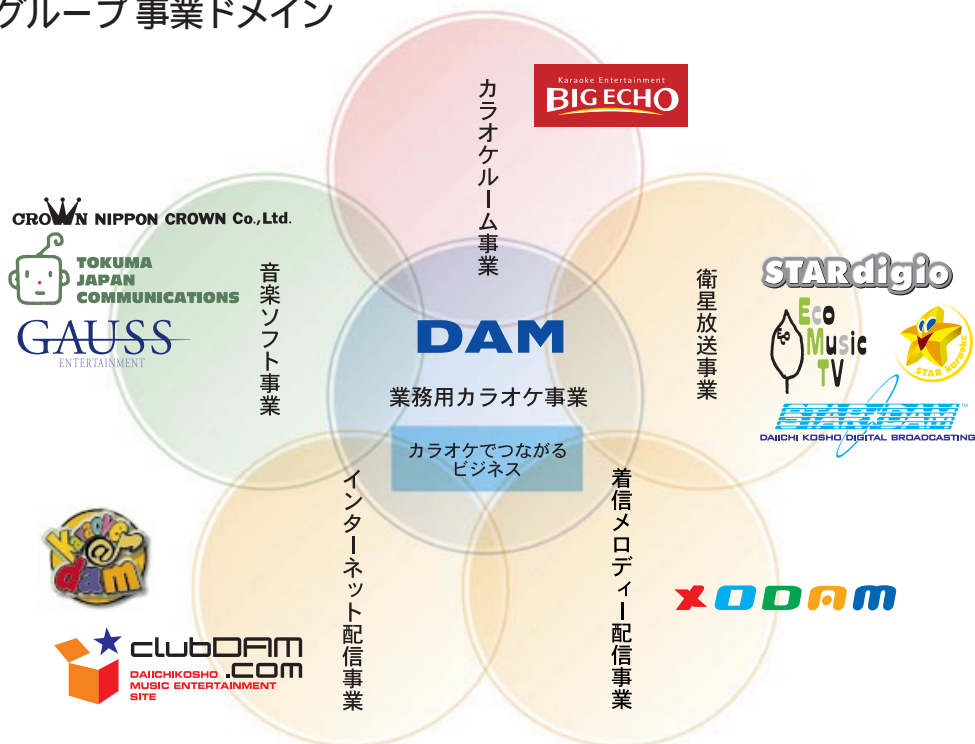 グループ 事業ドメイン
カラオケルーム事業
Karaoke Entertainment
BIG ECHO
CROWN NIPPON CROWN Co.,Ltd.
TOKUMA
JAPAN
COMMUNICATIONS
GAUSS
ENTERTAINMENT
音楽ソフト事業
DAM
業務用カラオケ事業
カラオケでつながる
ビジネス
衛星放送事業
STARdigio
Eco
Music
TV
STAR karaoke
STAR DAM
DAIICHI KOSHO DIGITAL BROADCASTING
インターネット配信事業
karaoke
@
dam
clubDAM
.com
DAIICHIKOSHO
MUSIC ENTERTAINMENT
SITE
着信メロディー配信事業
XODAM